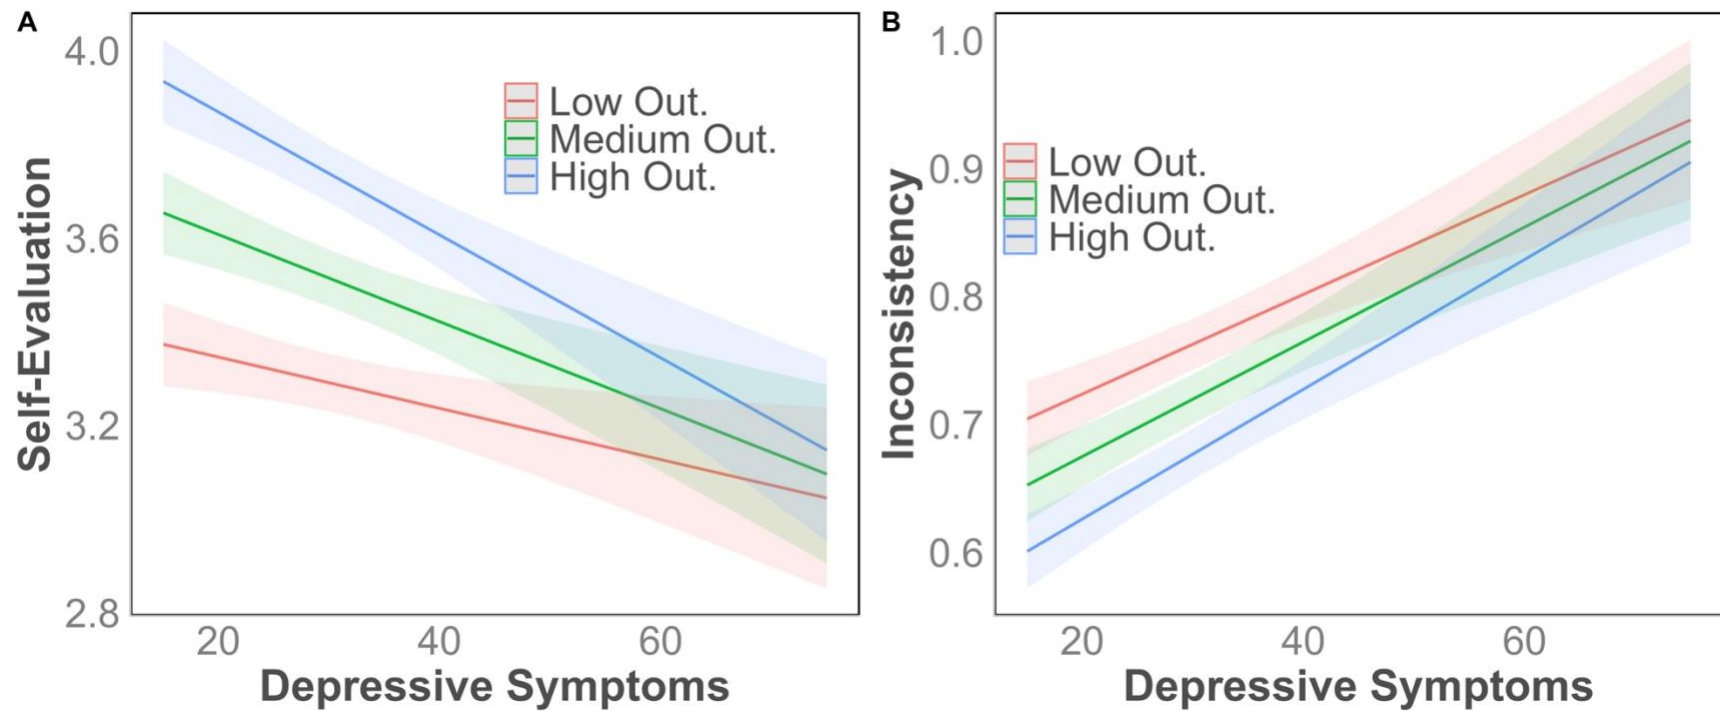 A
4.0
3.6
3.2
2.8
Self-Evaluation
Low Out.
Medium Out.
High Out.
20 40 60
Depressive Symptoms
B
1.0
0.9
0.8
0.7
0.6
Inconsistency
Low Out.
Medium Out.
High Out.
20 40 60
Depressive Symptoms